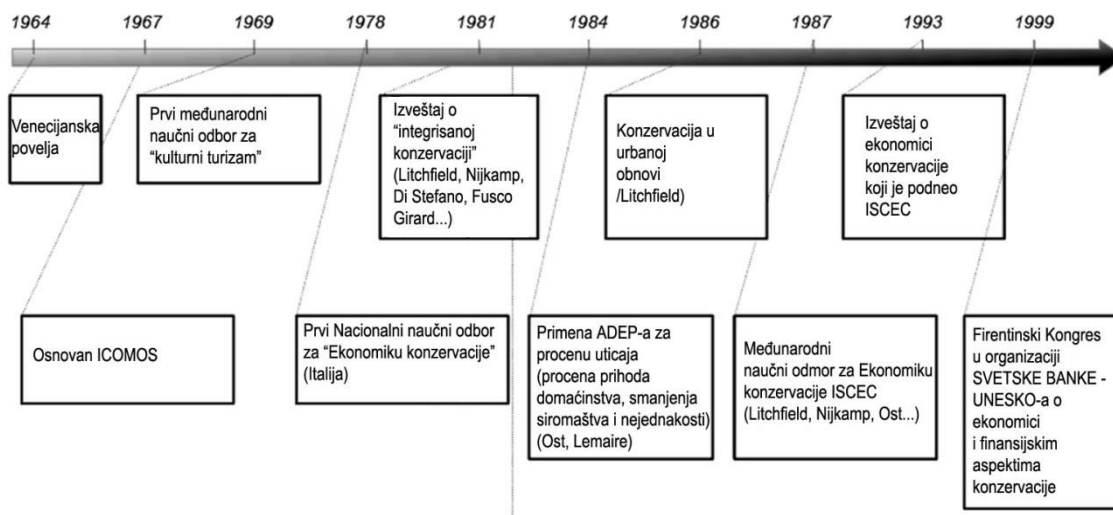 1964 1967 1969 1978 1981 1984 1986 1987 1993 1999
Venecijanska
povelja
Prvi međunarodni
naučni odbor za
“kulturni turizam”
Izveštaj o
“integrisanoj
konzervaciji”
(Litchfield, Nijkamp,
Di Stefano, Fusco
Girard...)
Konzervacija u
urbanoj
obnovi
/Litchfield)
Izveštaj o
ekonomici
konzervacije
koji je podneo
ISCEC
Osnovan ICOMOS
Prvi Nacionalni naučni odbor
za “Ekonomiku konzervacije”
(Italija)
Primena ADEP-a za
procenu uticaja
(procena prihoda
domaćinstva, smanjenja
siromaštva i nejednakosti)
(Ost, Lemaire)
Međunarodni
naučni odmor za Ekonomiku
konzervacije ISCEC
(Litchfield, Nijkamp, Ost...)
Firentinski Kongres
u organizaciji
SVETSKE BANKE -
UNESKO-a o
ekonomici
i finansijskim
aspektima
konzervacije